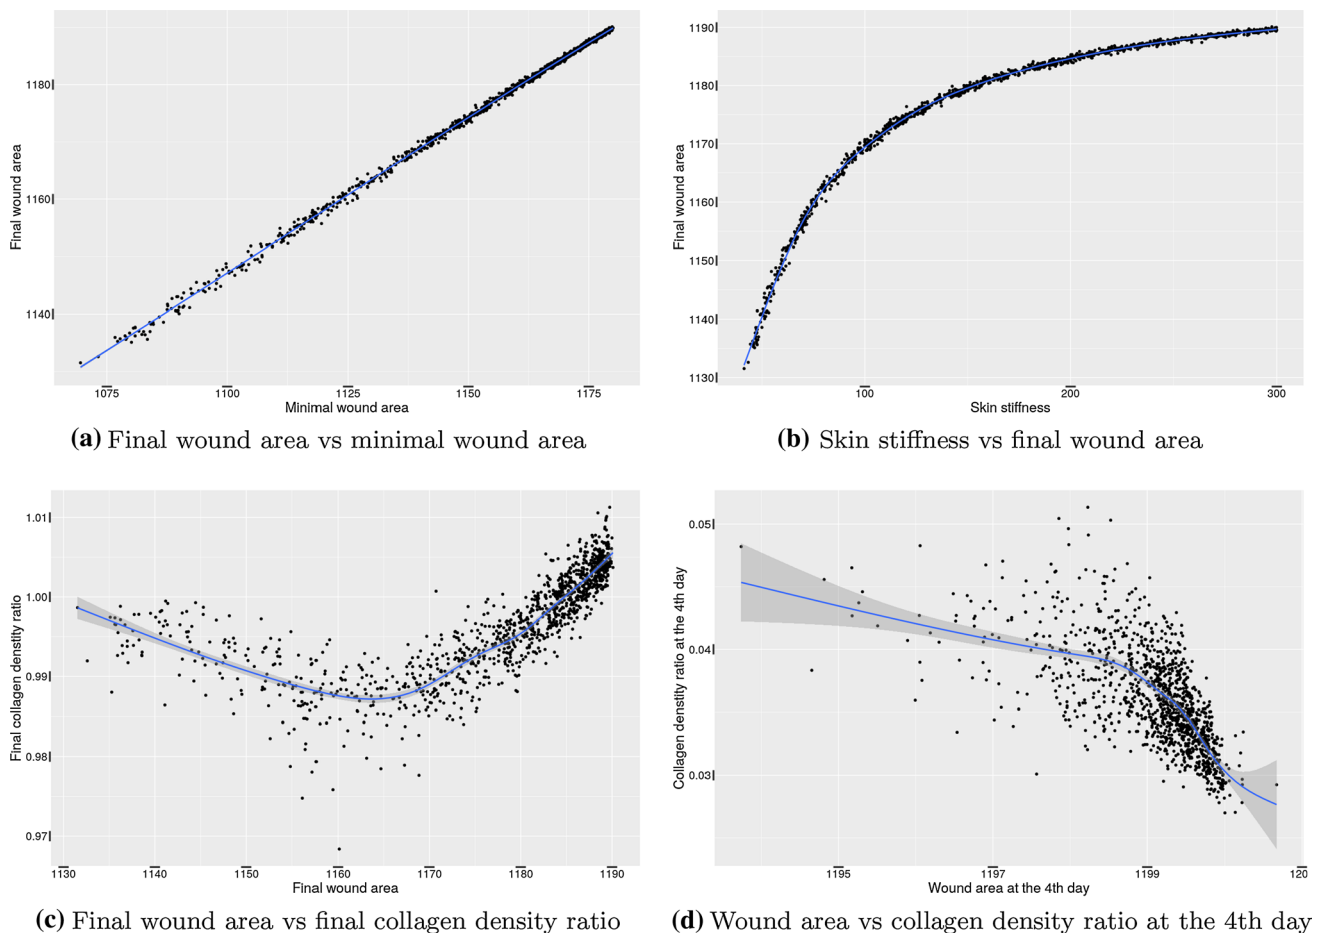 1180
1160
1140
Final wound area
1075 1100 1125 1150 1175
Minimal wound area
(a) Final wound area vs minimal wound area
1190
1180
1170
1160
1150
1140
1130
Final wound area
100 200 300
Skin stiffness
(b) Skin stiffness vs final wound area
1.01
1.00
0.99
0.98
0.97
Final collagen density ratio
1130 1140 1150 1160 1170 1180 1190
Final wound area
(c) Final wound area vs final collagen density ratio
0.05
0.04
0.03
Collagen denstity ratio at the 4th day
1195 1197 1199 120
Wound area at the 4th day
(d) Wound area vs collagen density ratio at the 4th day